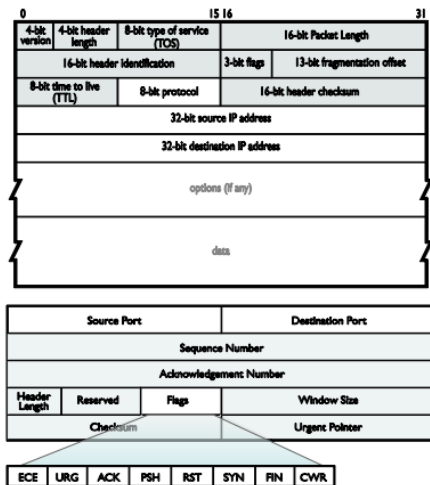 0 15 16 31
4-bit version 4-bit header length 8-bit type of service (TOS) 16-bit Packet Length
16-bit header identification 3-bit flags 13-bit fragmentation offset
8-bit time to live (TTL) 8-bit protocol 16-bit header checksum
32-bit source IP address
32-bit destination IP address
options (if any)
data
Source Port Destination Port
Sequence Number
Acknowledgement Number
Header Length Reserved Flags Window Size
Checksum Urgent Pointer
ECE URG ACK PSH RST SYN FIN CWR